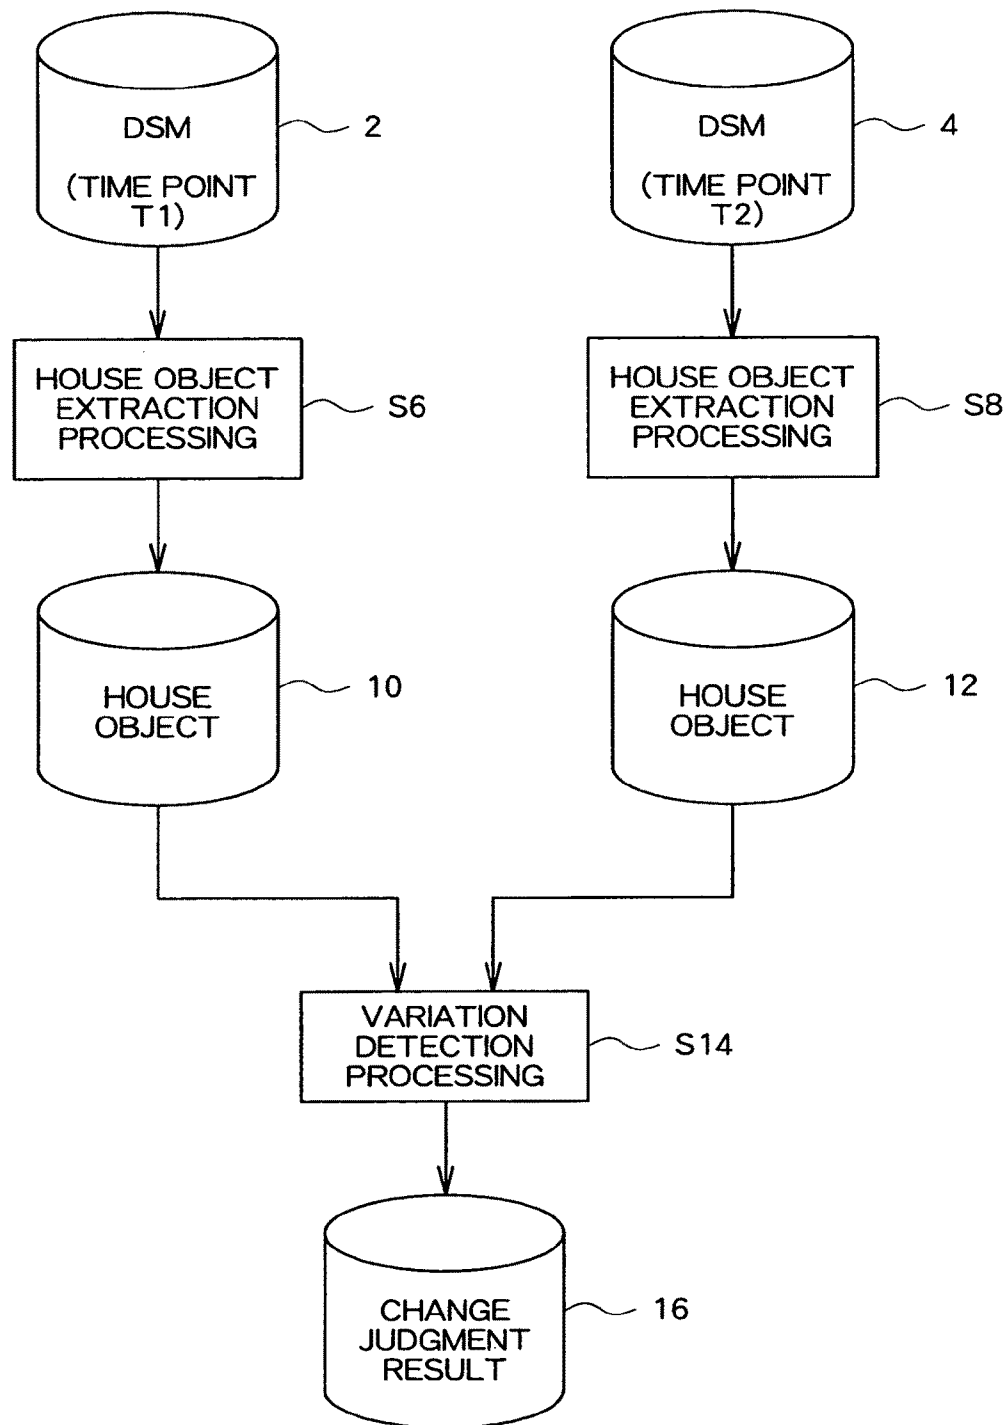 DSM
(TIME POINT
T1)
2
DSM
(TIME POINT
T2)
4
HOUSE OBJECT
EXTRACTION
PROCESSING
S6
HOUSE OBJECT
EXTRACTION
PROCESSING
S8
HOUSE
OBJECT
10
HOUSE
OBJECT
12
VARIATION
DETECTION
PROCESSING
S14
CHANGE
JUDGMENT
RESULT
16